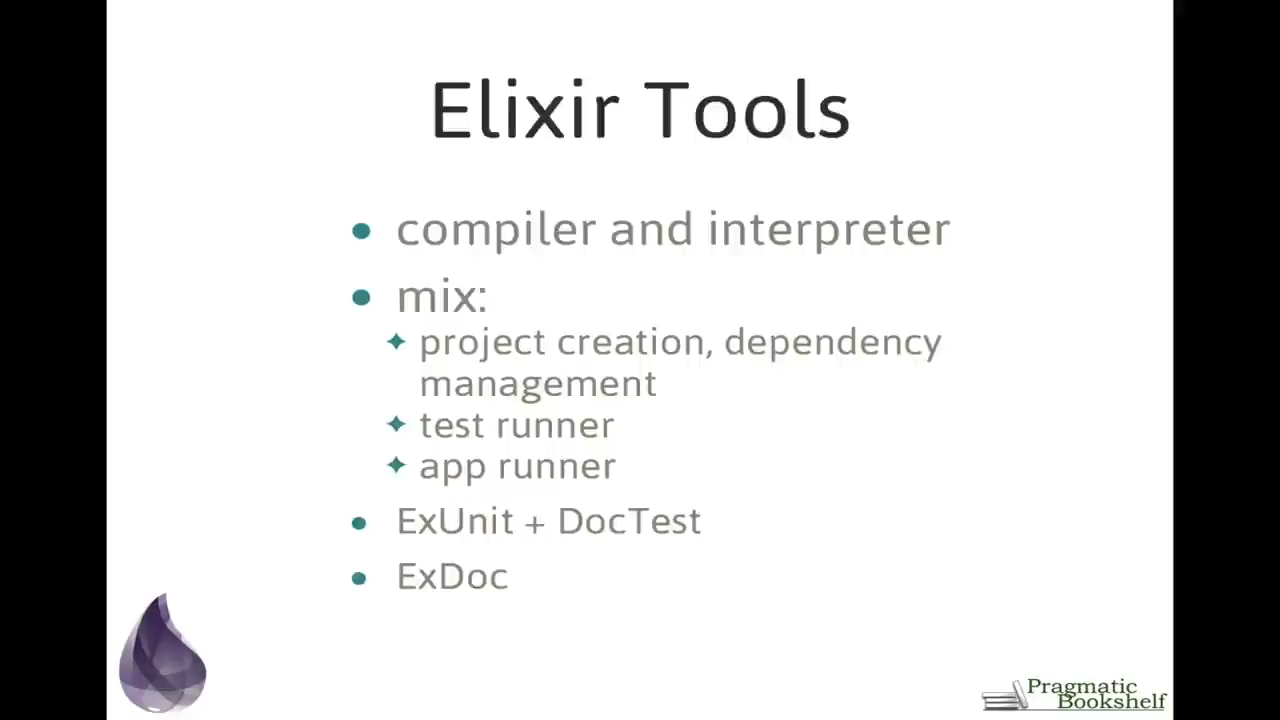 Elixir Tools
compiler and interpreter
mix:
project creation, dependency
management
test runner
app runner
ExUnit + DocTest
ExDoc
Pragmatic
Bookshelf